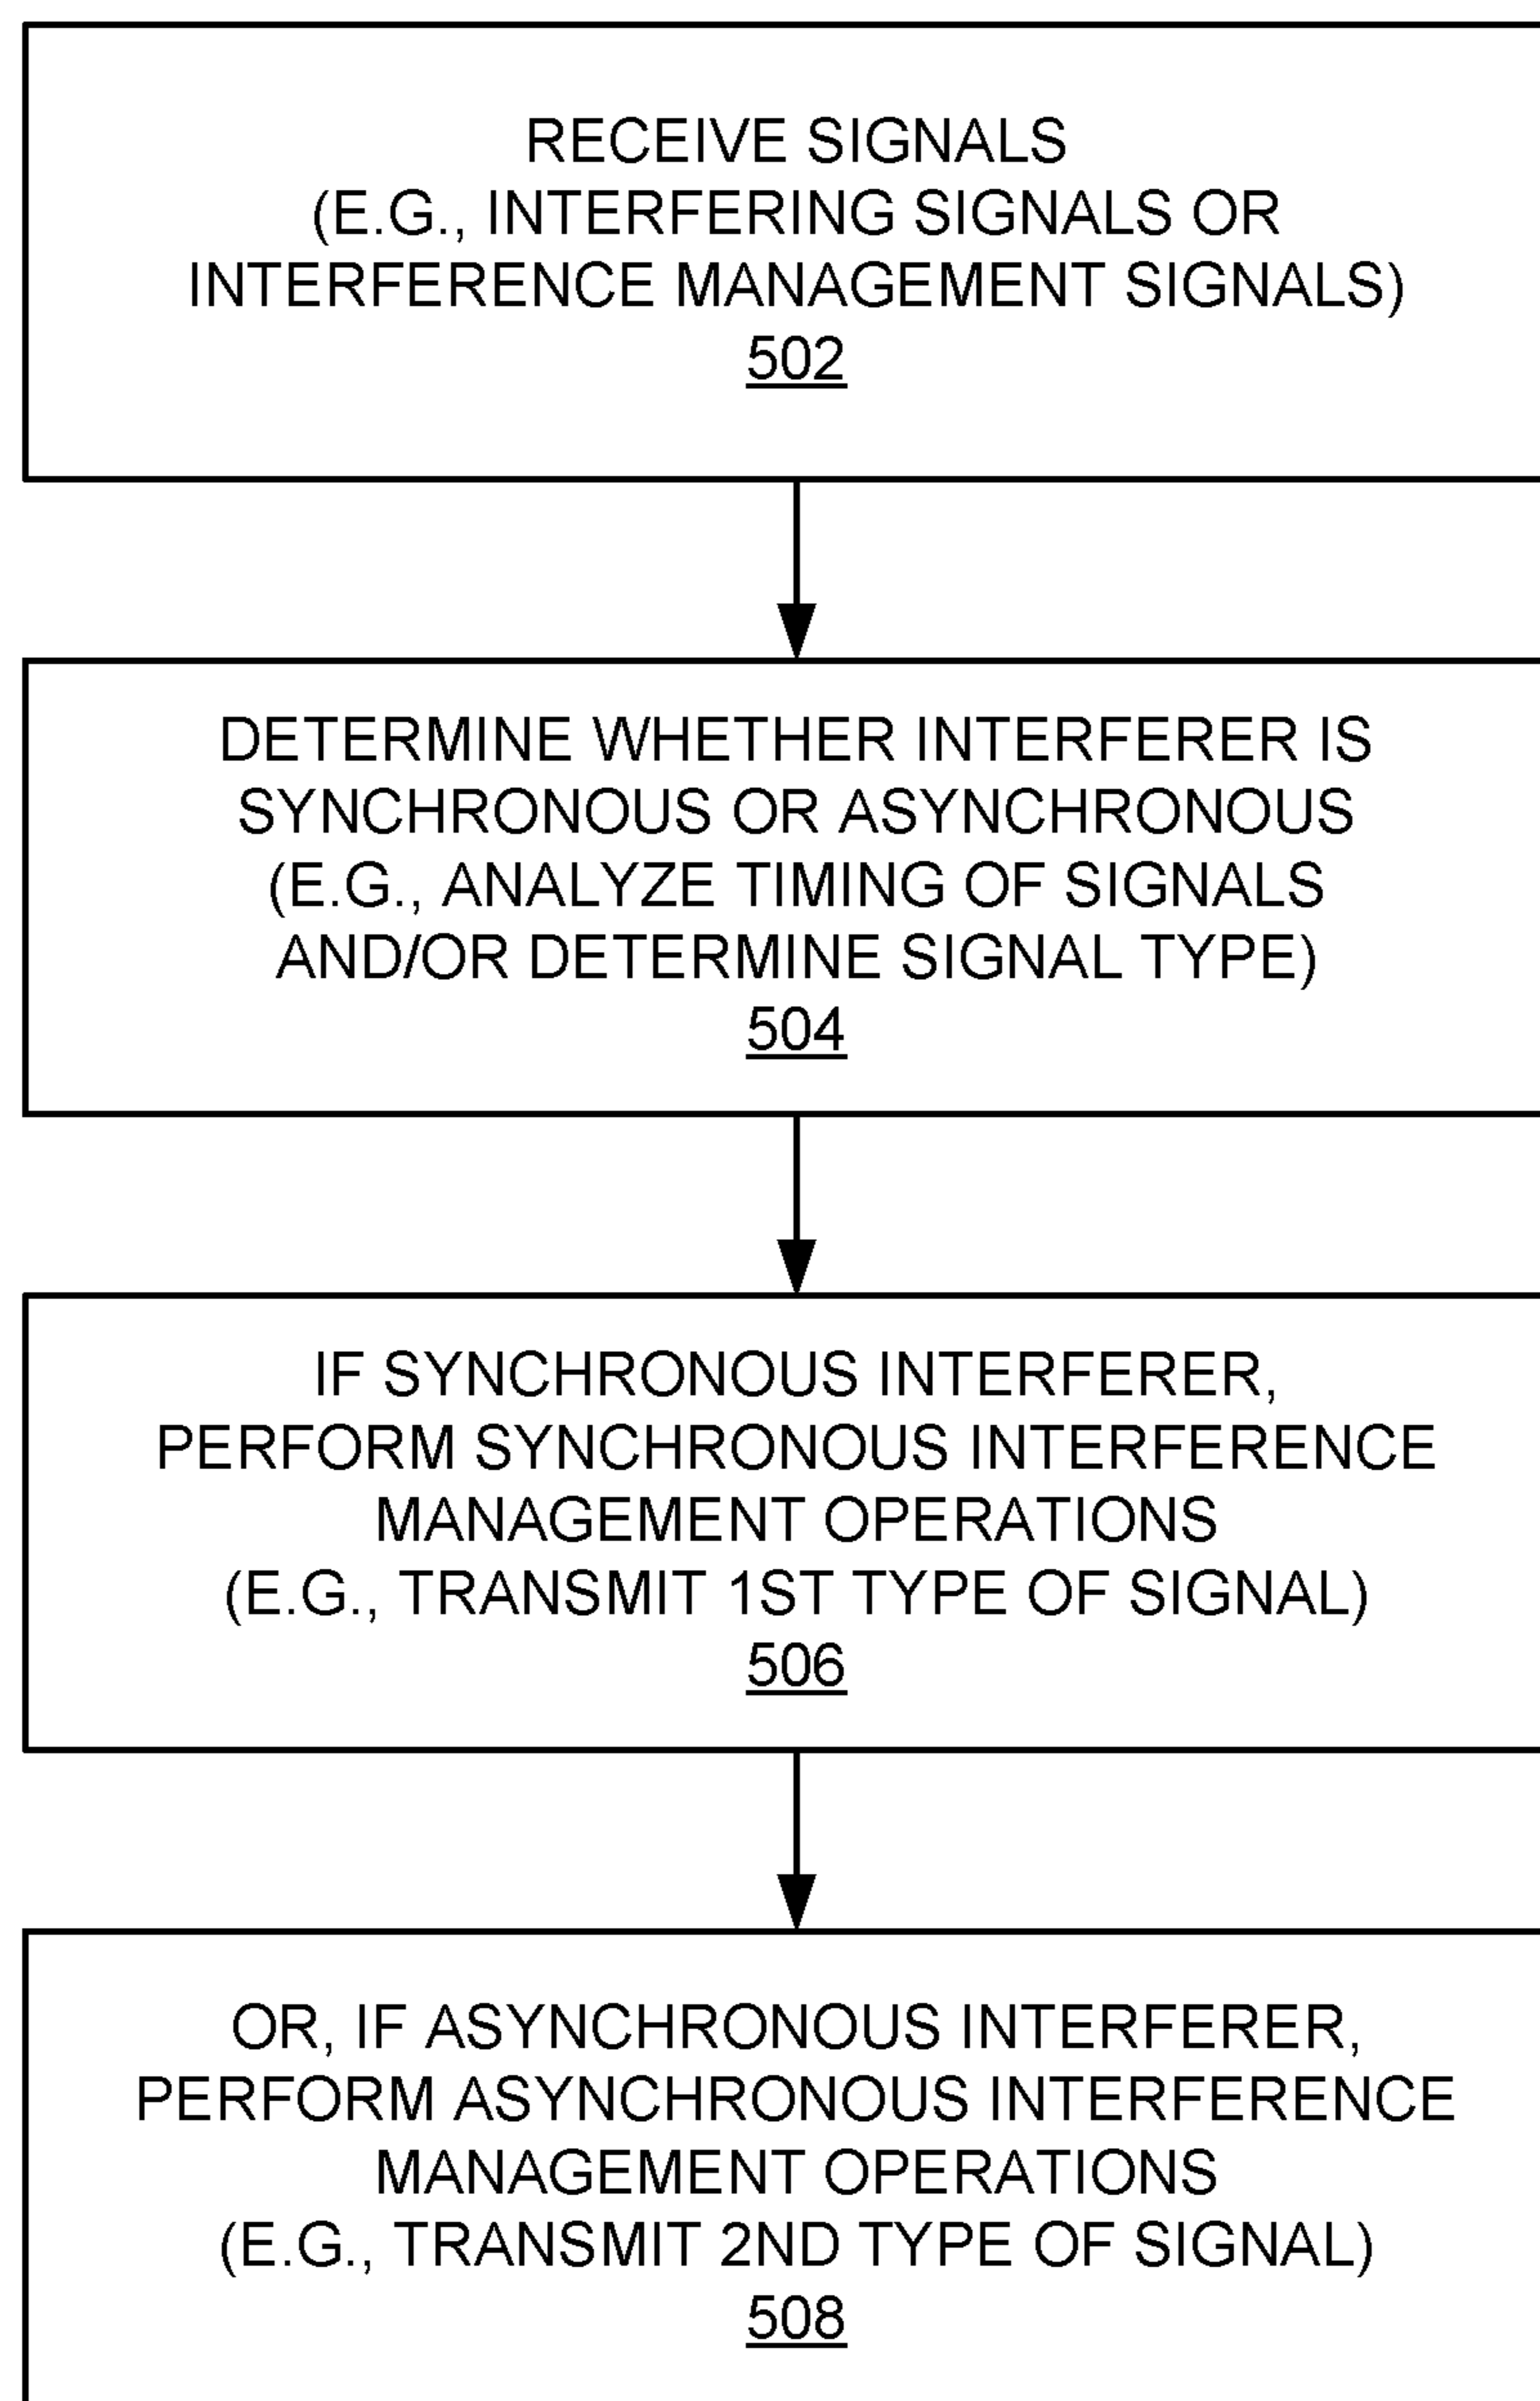 RECEIVE SIGNALS
(E.G., INTERFERING SIGNALS OR
INTERFERENCE MANAGEMENT SIGNALS)
502
DETERMINE WHETHER INTERFERER IS
SYNCHRONOUS OR ASYNCHRONOUS
(E.G., ANALYZE TIMING OF SIGNALS
AND/OR DETERMINE SIGNAL TYPE)
504
IF SYNCHRONOUS INTERFERER,
PERFORM SYNCHRONOUS INTERFERENCE
MANAGEMENT OPERATIONS
(E.G., TRANSMIT 1ST TYPE OF SIGNAL)
506
OR, IF ASYNCHRONOUS INTERFERER,
PERFORM ASYNCHRONOUS INTERFERENCE
MANAGEMENT OPERATIONS
(E.G., TRANSMIT 2ND TYPE OF SIGNAL)
508